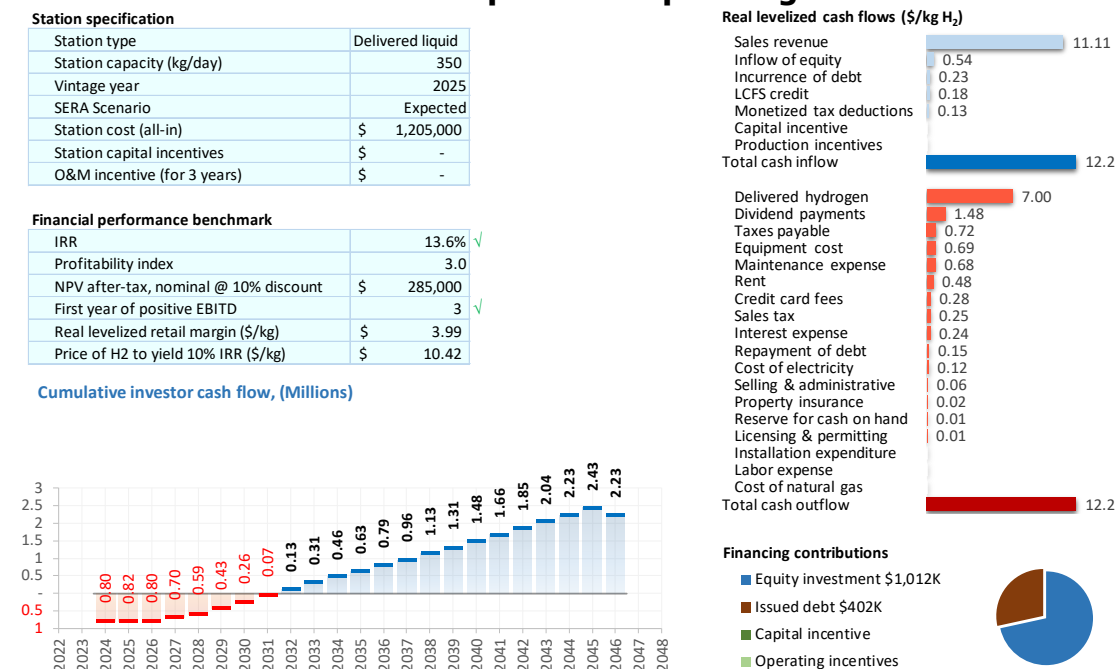 Station specification
Station type Delivered liquid
Station capacity (kg/day) 350
Vintage year 2025
SERA Scenario Expected
Station cost (all-in) $ 1,205,000
Station capital incentives $ -
O&M incentive (for 3 years) $ -
Financial performance benchmark
IRR 13.6% √
Profitability index 3.0
NPV after-tax, nominal @ 10% discount $ 285,000
First year of positive EBITD 3 √
Real levelized retail margin ($/kg) $ 3.99
Price of H2 to yield 10% IRR ($/kg) $ 10.42
Cumulative investor cash flow, (Millions)
3
2.5
2
1.5
1
0.5
-
0.5
1
0.80 0.82 0.80 0.70 0.59 0.43 0.26 0.07 0.13 0.31 0.46 0.63 0.79 0.96 1.13 1.31 1.48 1.66 1.85 2.04 2.23 2.43 2.23
2022 2023 2024 2025 2026 2027 2028 2029 2030 2031 2032 2033 2034 2035 2036 2037 2038 2039 2040 2041 2042 2043 2044 2045 2046 2047 2048
Real levelized cash flows ($/kg H₂)
Sales revenue 11.11
Inflow of equity 0.54
Incurrence of debt 0.23
LCFS credit 0.18
Monetized tax deductions 0.13
Capital incentive
Production incentives
Total cash inflow 12.2
Delivered hydrogen 7.00
Dividend payments 1.48
Taxes payable 0.72
Equipment cost 0.69
Maintenance expense 0.68
Rent 0.48
Credit card fees 0.28
Sales tax 0.25
Interest expense 0.24
Repayment of debt 0.15
Cost of electricity 0.12
Selling & administrative 0.06
Property insurance 0.02
Reserve for cash on hand 0.01
Licensing & permitting 0.01
Installation expenditure
Labor expense
Cost of natural gas
Total cash outflow 12.2
Financing contributions
Equity investment $1,012K
Issued debt $402K
Capital incentive
Operating incentives